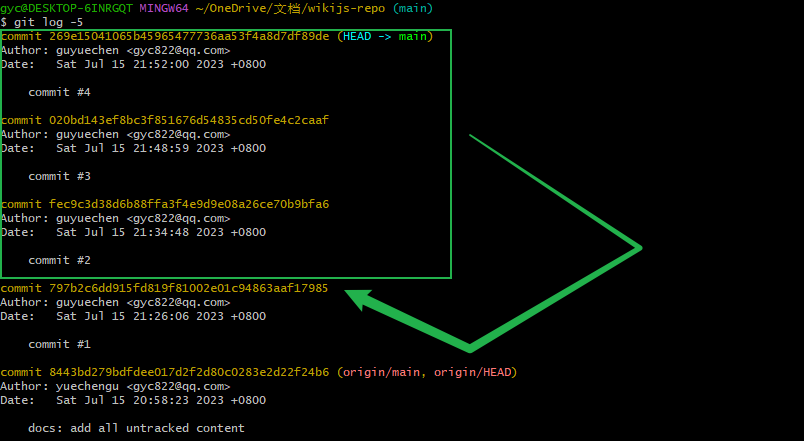 gyc@DESKTOP-6INRGQT MINGW64 ~/OneDrive/文档/wikijs-repo (main)
$ git log -5
commit 269e15041065b45965477736aa53f4a8d7df89de (HEAD -> main)
Author: guyuechen <gyc822@qq.com>
Date:   Sat Jul 15 21:52:00 2023 +0800
    commit #4
commit 020bd143ef8bc3f851676d54835cd50fe4c2caaf
Author: guyuechen <gyc822@qq.com>
Date:   Sat Jul 15 21:48:59 2023 +0800
    commit #3
commit fec9c3d38d6b88ffa3f4e9d9e08a26ce70b9bfa6
Author: guyuechen <gyc822@qq.com>
Date:   Sat Jul 15 21:34:48 2023 +0800
    commit #2
commit 797b2c6dd915fd819f81002e01c94863aaf17985
Author: guyuechen <gyc822@qq.com>
Date:   Sat Jul 15 21:26:06 2023 +0800
    commit #1
commit 8443bd279bdfdee017d2f2d80c0283e2d22f24b6 (origin/main, origin/HEAD)
Author: yuechengu <gyc822@qq.com>
Date:   Sat Jul 15 20:58:23 2023 +0800
    docs: add all untracked content